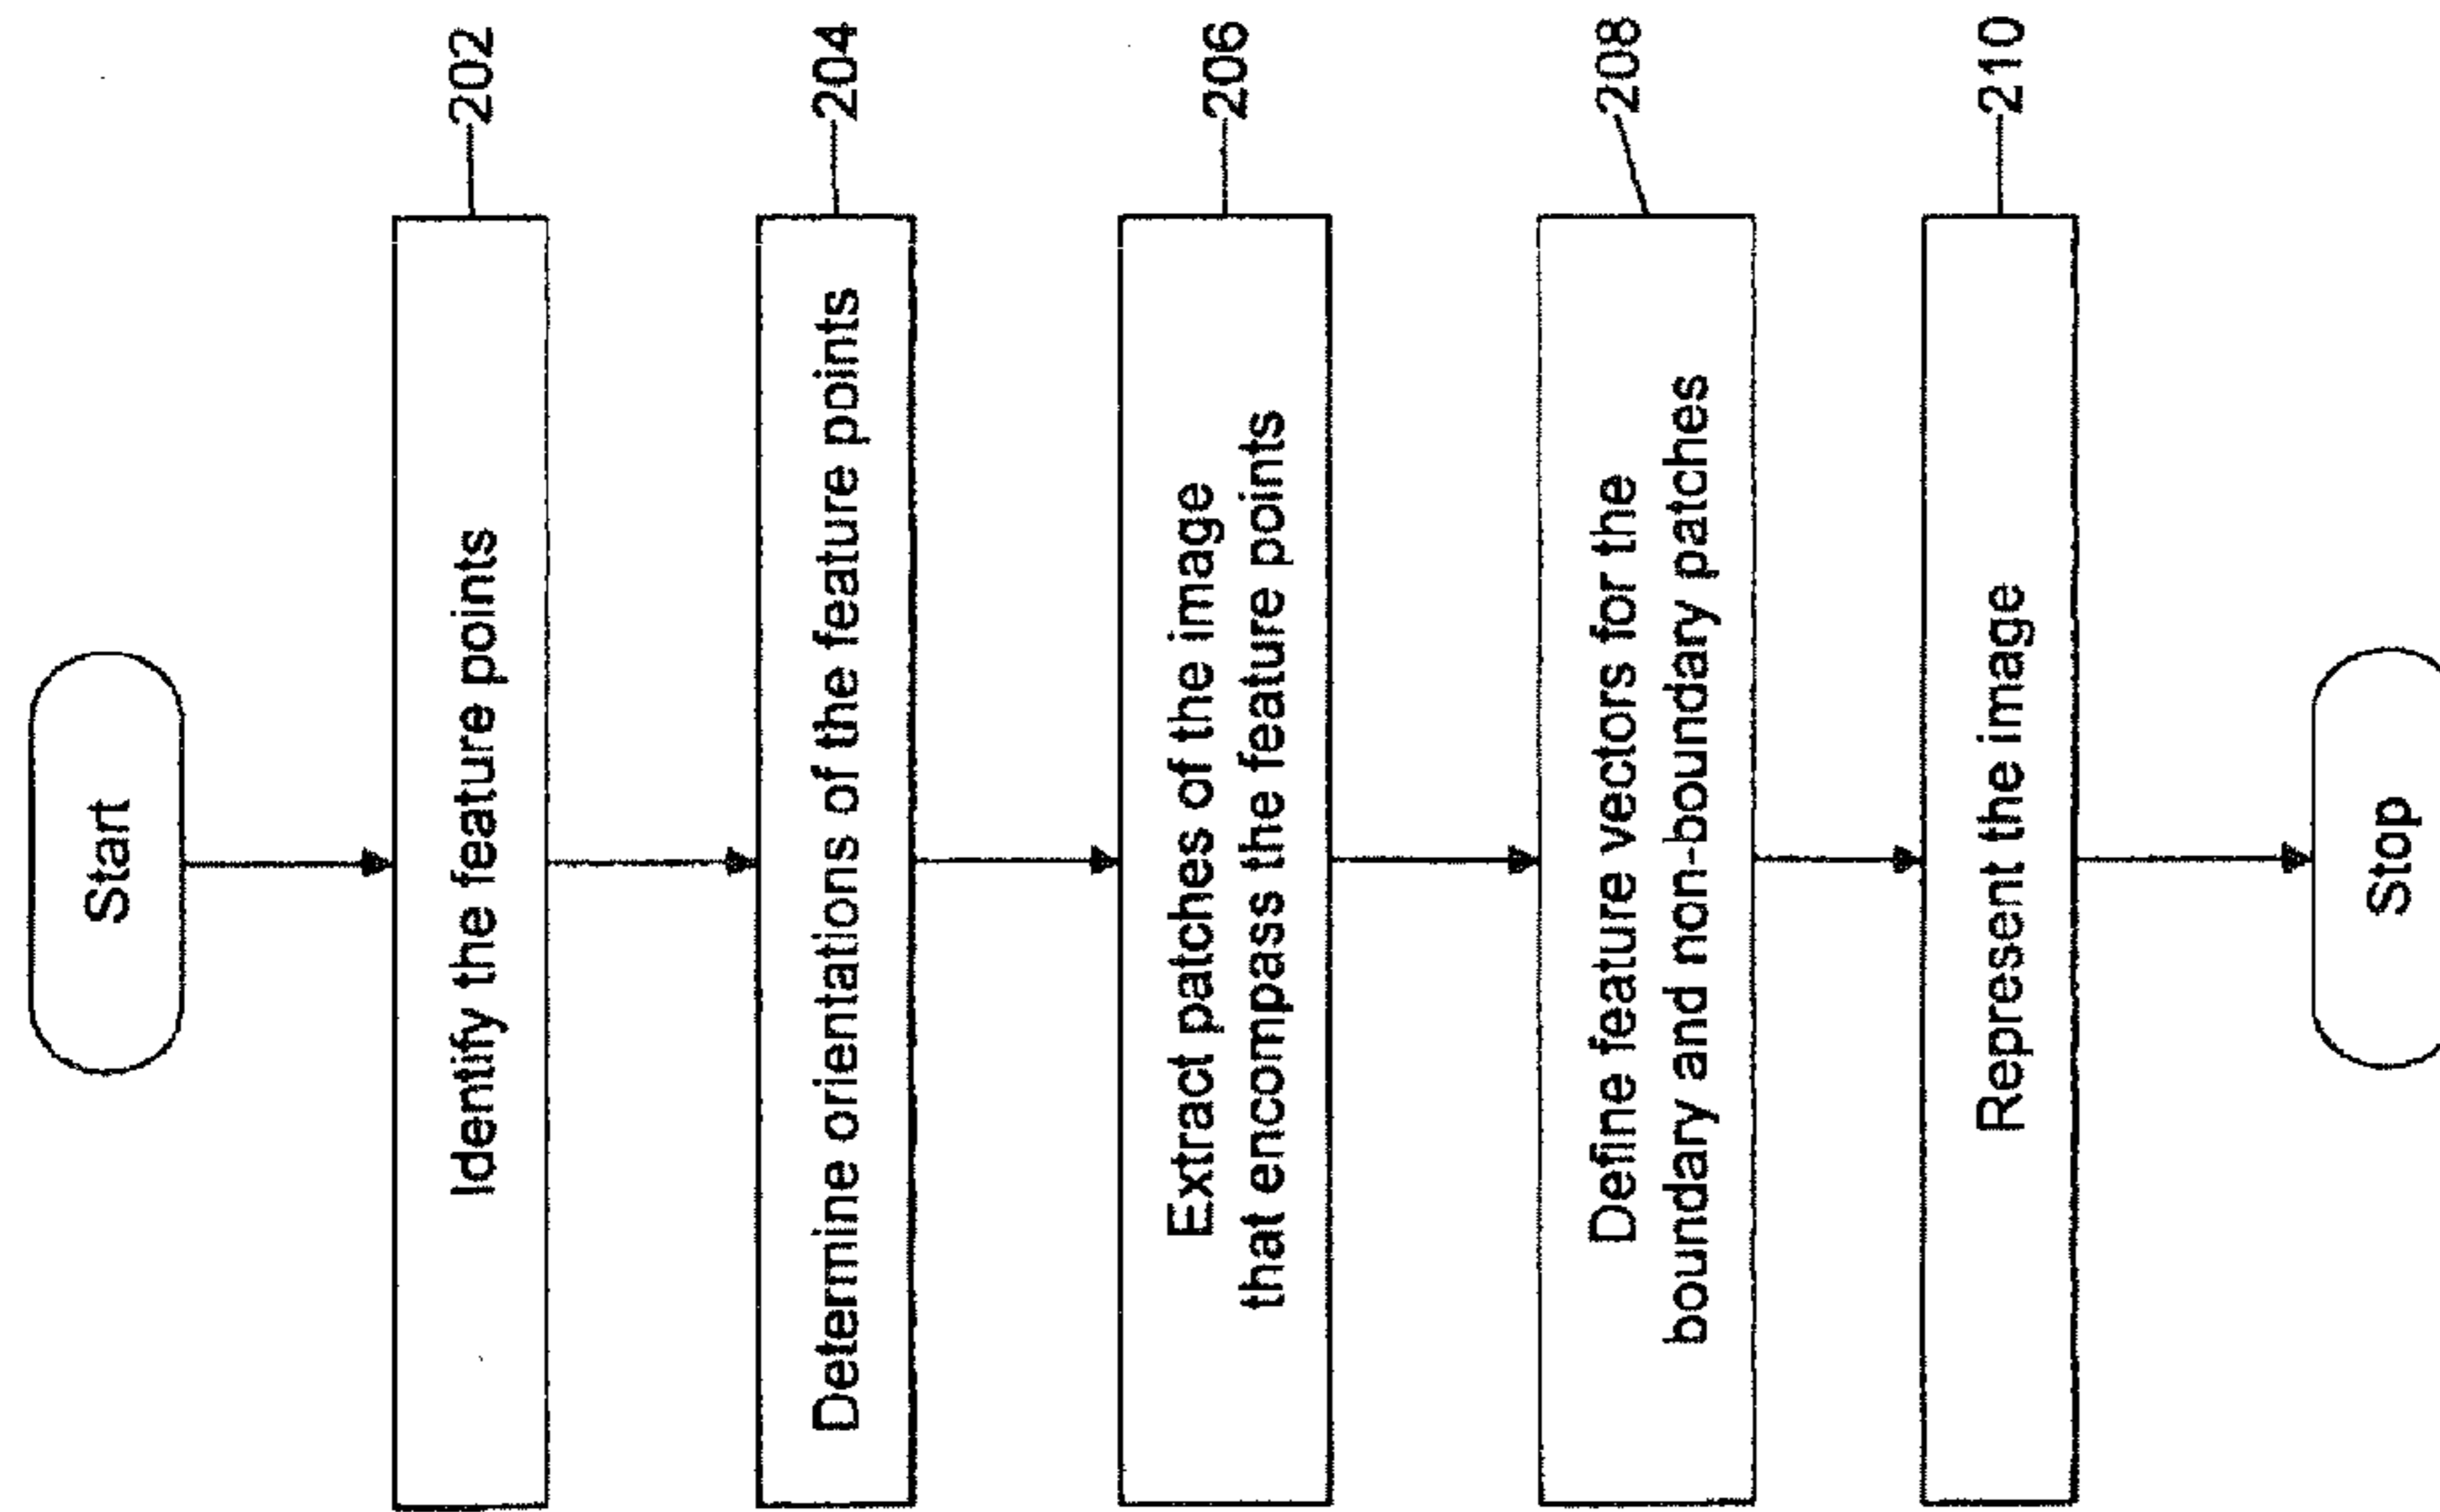 Start
Identify the feature points
202
Determine orientations of the feature points
204
Extract patches of the image
that encompass the feature points
206
Define feature vectors for the
boundary and non-boundary patches
208
Represent the image
210
Stop